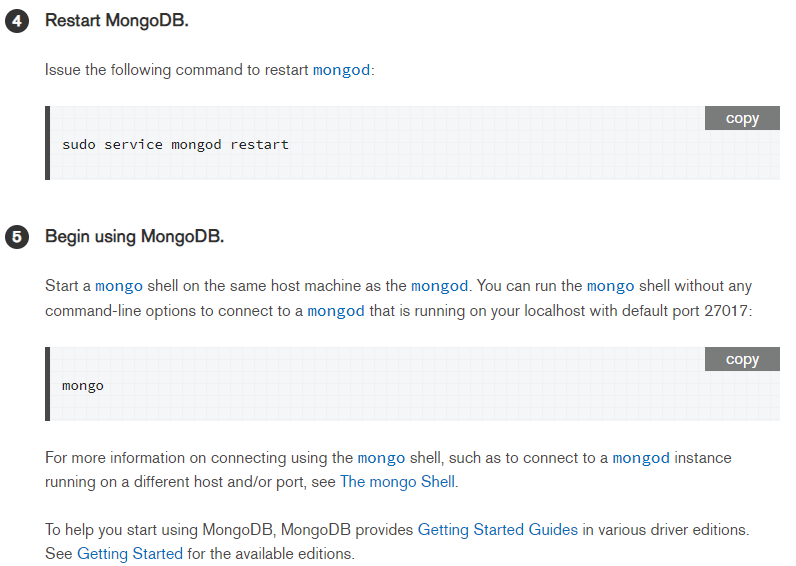 4 Restart MongoDB.
Issue the following command to restart mongod:
copy
sudo service mongod restart
5 Begin using MongoDB.
Start a mongo shell on the same host machine as the mongod. You can run the mongo shell without any
command-line options to connect to a mongod that is running on your localhost with default port 27017:
copy
mongo
For more information on connecting using the mongo shell, such as to connect to a mongod instance
running on a different host and/or port, see The mongo Shell.
To help you start using MongoDB, MongoDB provides Getting Started Guides in various driver editions.
See Getting Started for the available editions.